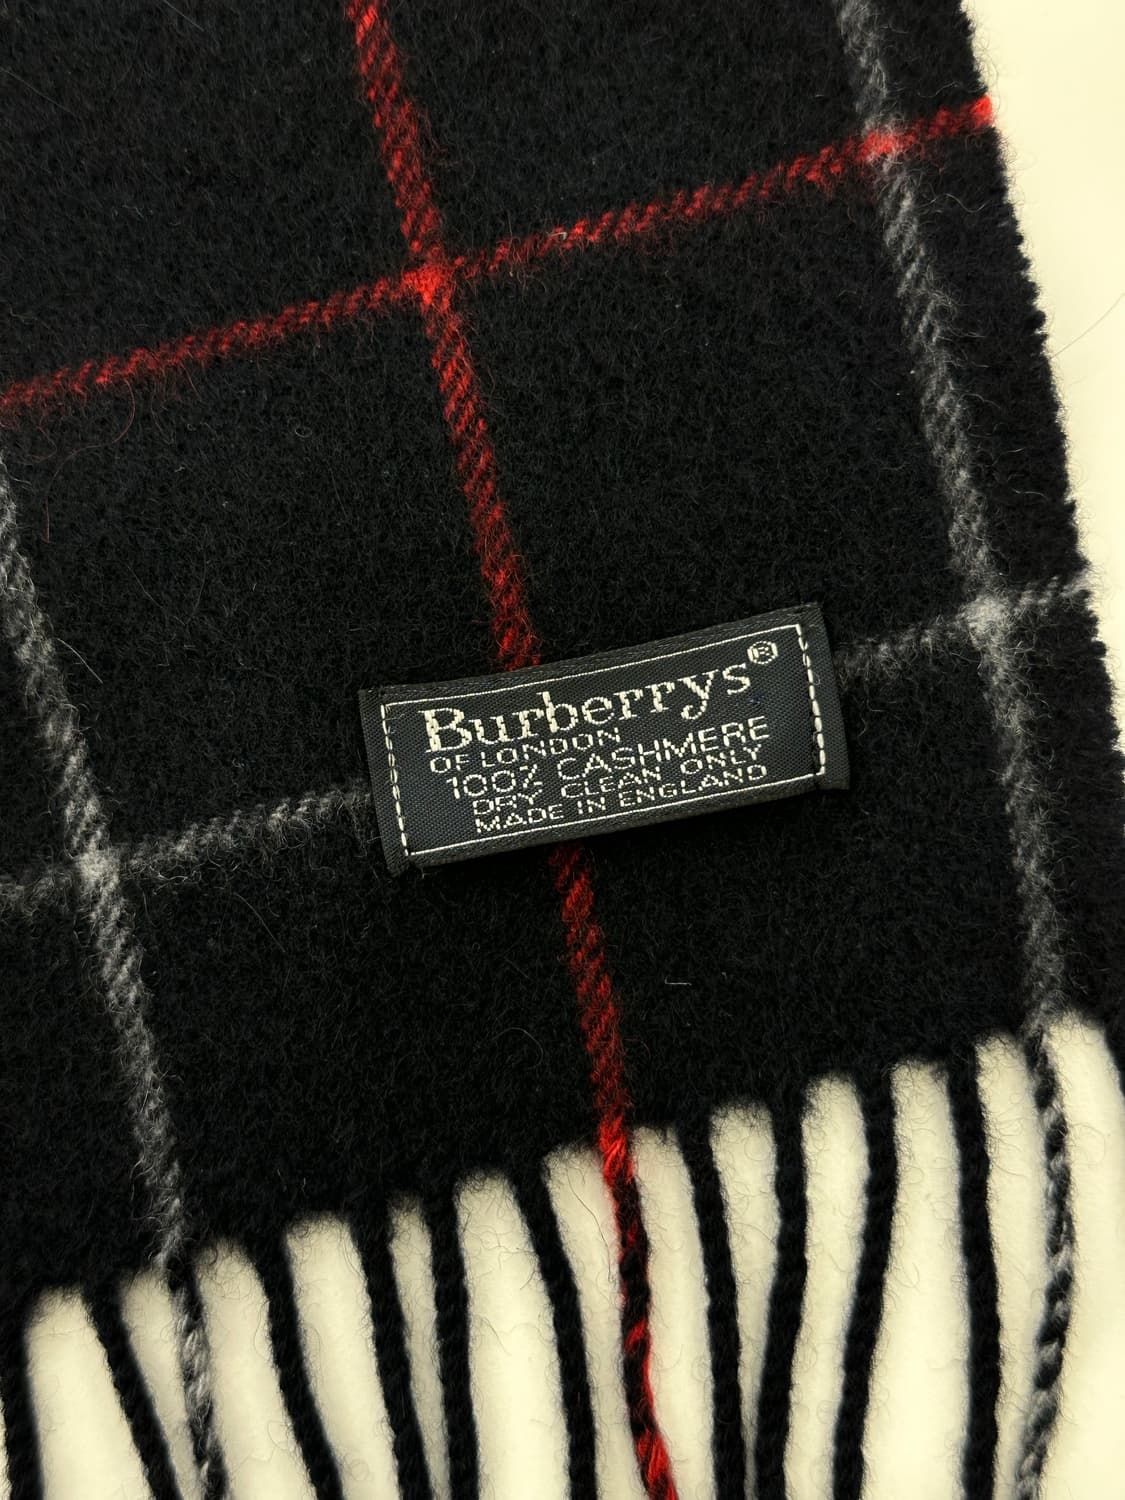 Burberrys®
OF LONDON
100% CASHMERE
DRY CLEAN ONLY
MADE IN ENGLAND